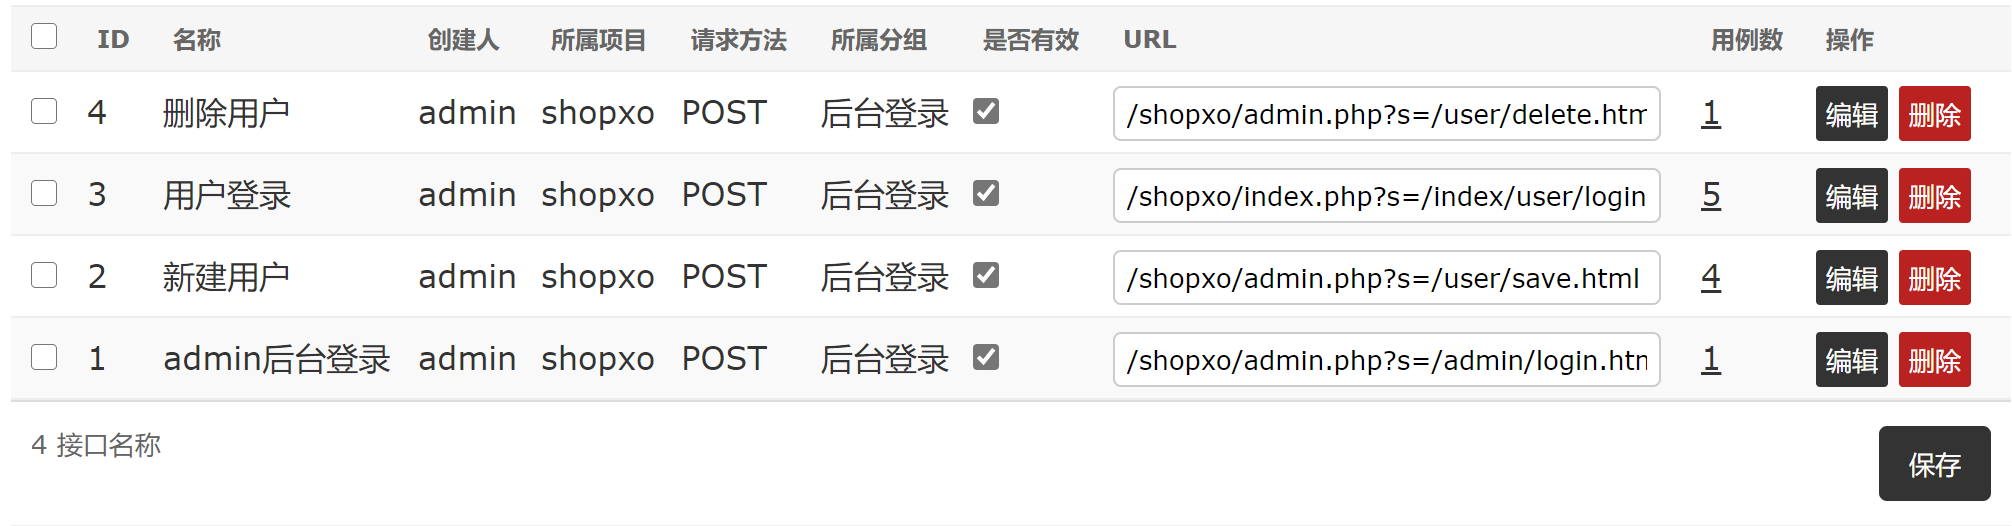 ID 名称 创建人 所属项目 请求方法 所属分组 是否有效 URL 用例数 操作
4 删除用户 admin shopxo POST 后台登录 /shopxo/admin.php?s=/user/delete.htm 1 编辑 删除
3 用户登录 admin shopxo POST 后台登录 /shopxo/index.php?s=/index/user/login 5 编辑 删除
2 新建用户 admin shopxo POST 后台登录 /shopxo/admin.php?s=/user/save.html 4 编辑 删除
1 admin后台登录 admin shopxo POST 后台登录 /shopxo/admin.php?s=/admin/login.htm 1 编辑 删除
4 接口名称
保存